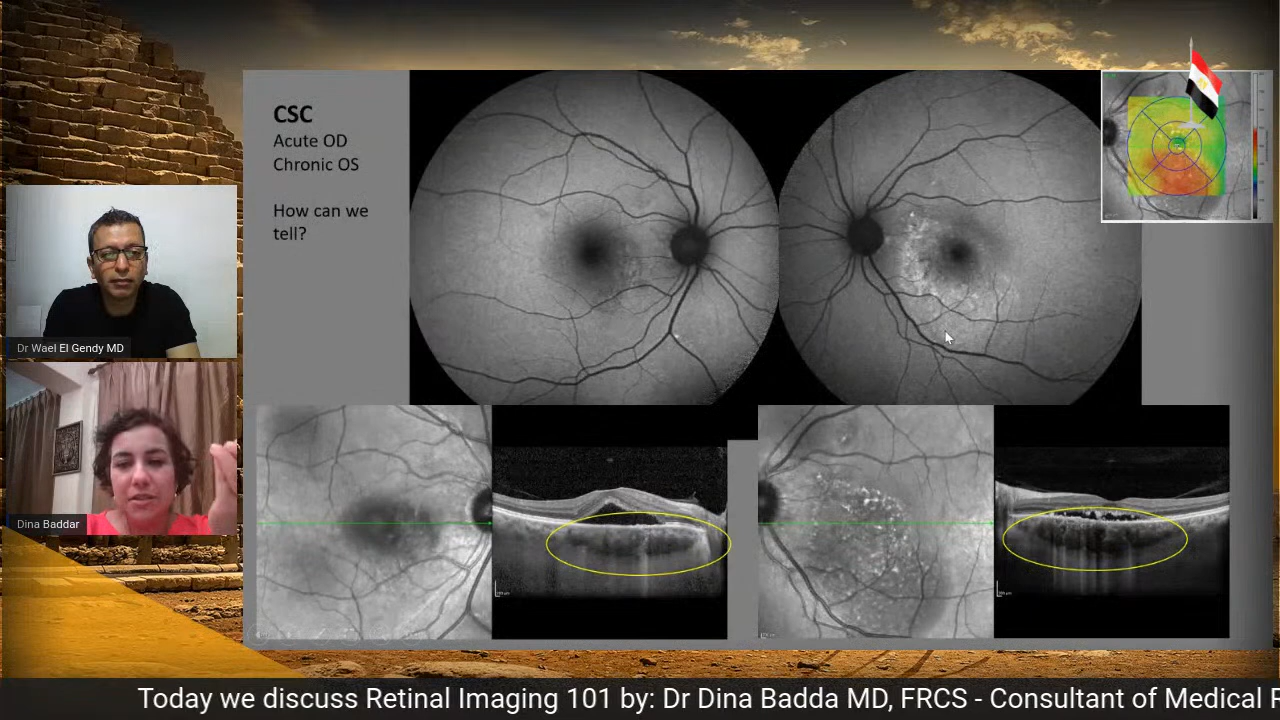 CSC
Acute OD
Chronic OS
How can we
tell?
Dr Wael El Gendy MD
Dina Baddar
Today we discuss Retinal Imaging 101 by: Dr Dina Badda MD, FRCS - Consultant of Medical